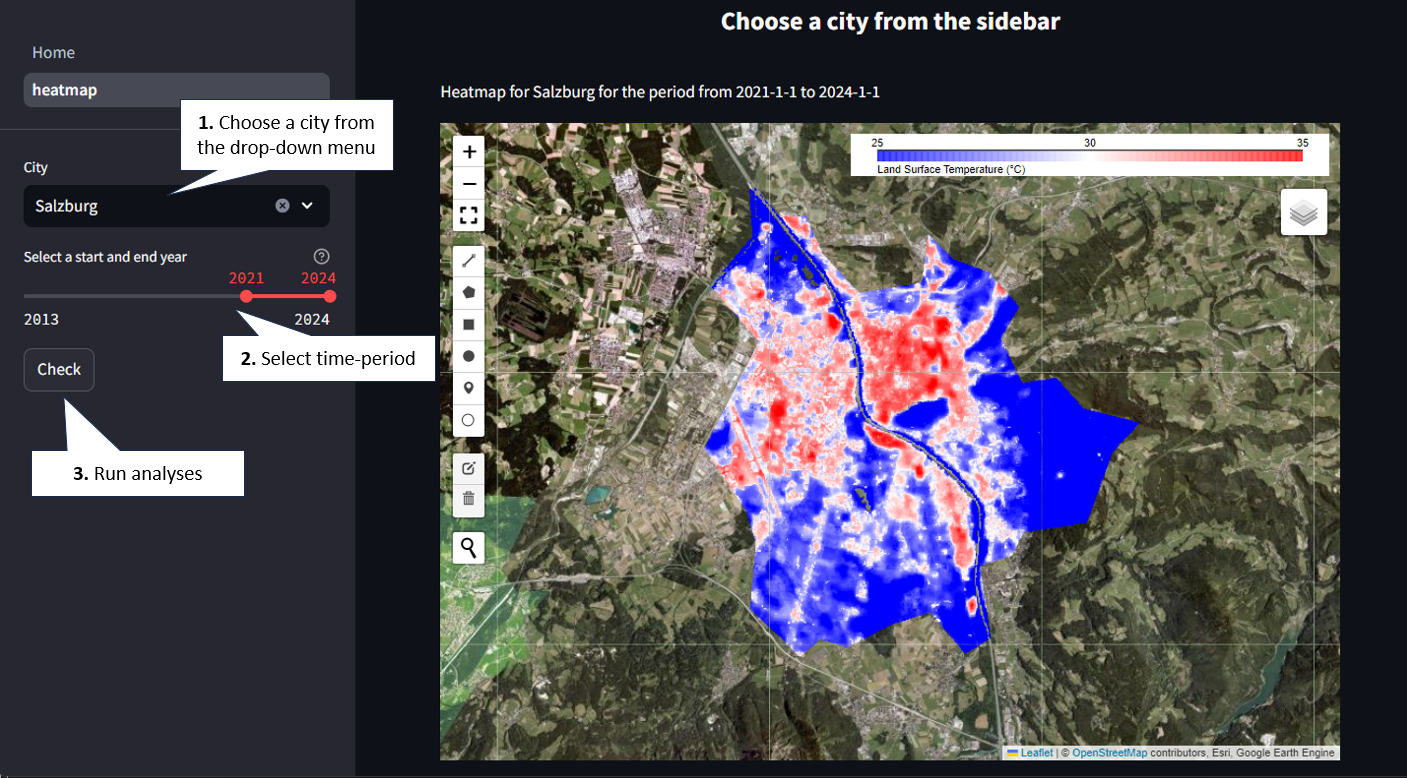 Choose a city from the sidebar
Home
heatmap
1. Choose a city from
the drop-down menu
City
Salzburg
Select a start and end year
2021 2024
2013 2024
2. Select time-period
Check
3. Run analyses
Heatmap for Salzburg for the period from 2021-1-1 to 2024-1-1
25 30 35
Land Surface Temperature (°C)
Leaflet | © OpenStreetMap contributors, Esri, Google Earth Engine